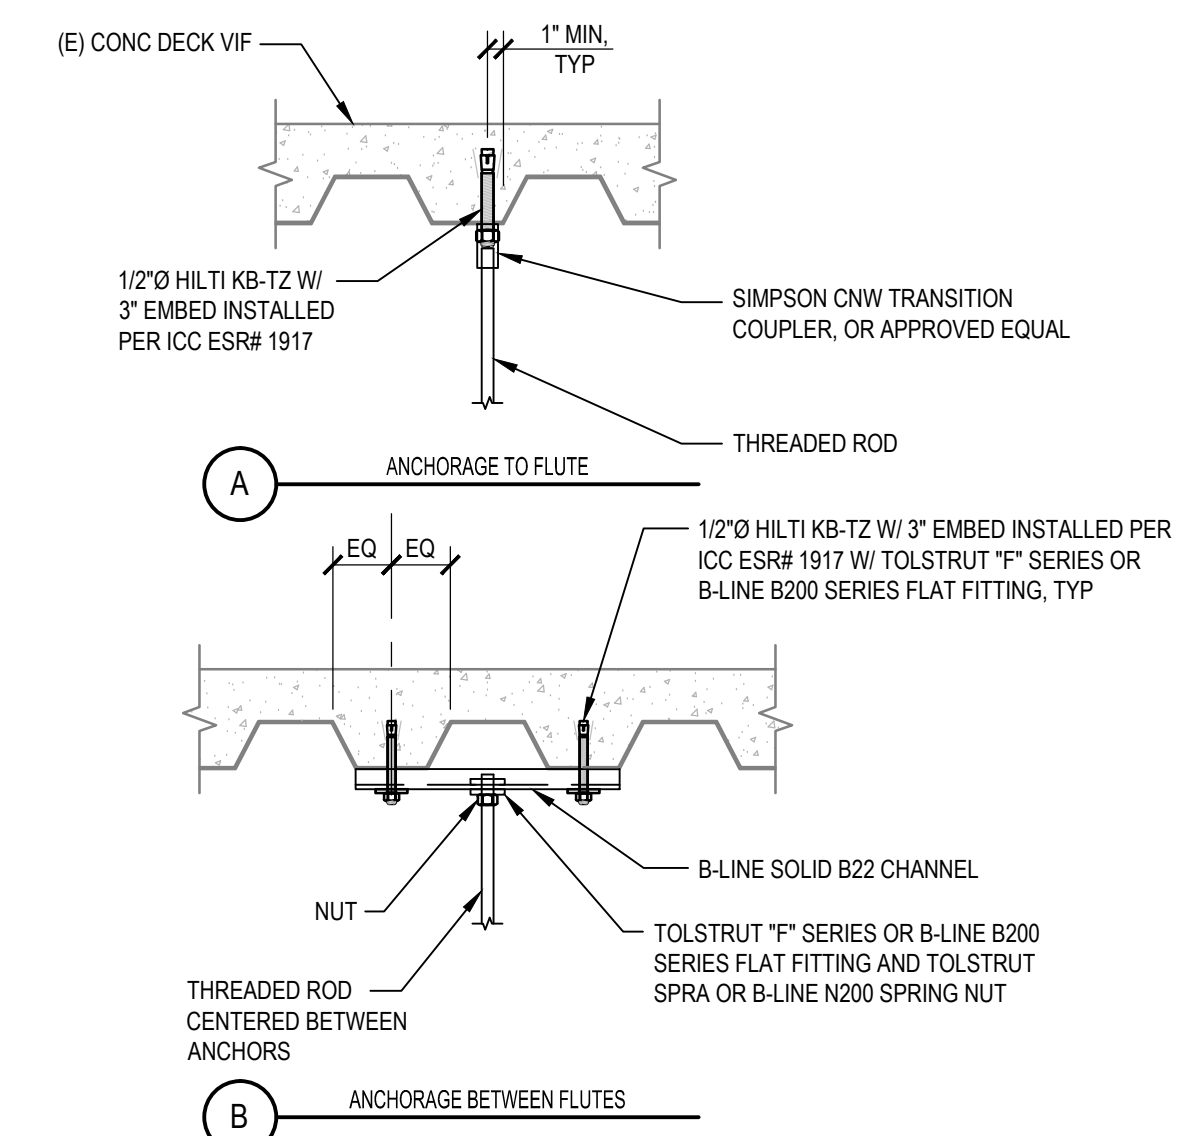 (E) CONC DECK VIF
1" MIN,
TYP
1/2"Ø HILTI KB-TZ W/
3" EMBED INSTALLED
PER ICC ESR# 1917
SIMPSON CNW TRANSITION
COUPLER, OR APPROVED EQUAL
THREADED ROD
A
ANCHORAGE TO FLUTE
EQ EQ
1/2"Ø HILTI KB-TZ W/ 3" EMBED INSTALLED PER
ICC ESR# 1917 W/ TOLSTRUT "F" SERIES OR
B-LINE B200 SERIES FLAT FITTING, TYP
B-LINE SOLID B22 CHANNEL
NUT
TOLSTRUT "F" SERIES OR B-LINE B200
SERIES FLAT FITTING AND TOLSTRUT
SPRA OR B-LINE N200 SPRING NUT
THREADED ROD
CENTERED BETWEEN
ANCHORS
B
ANCHORAGE BETWEEN FLUTES